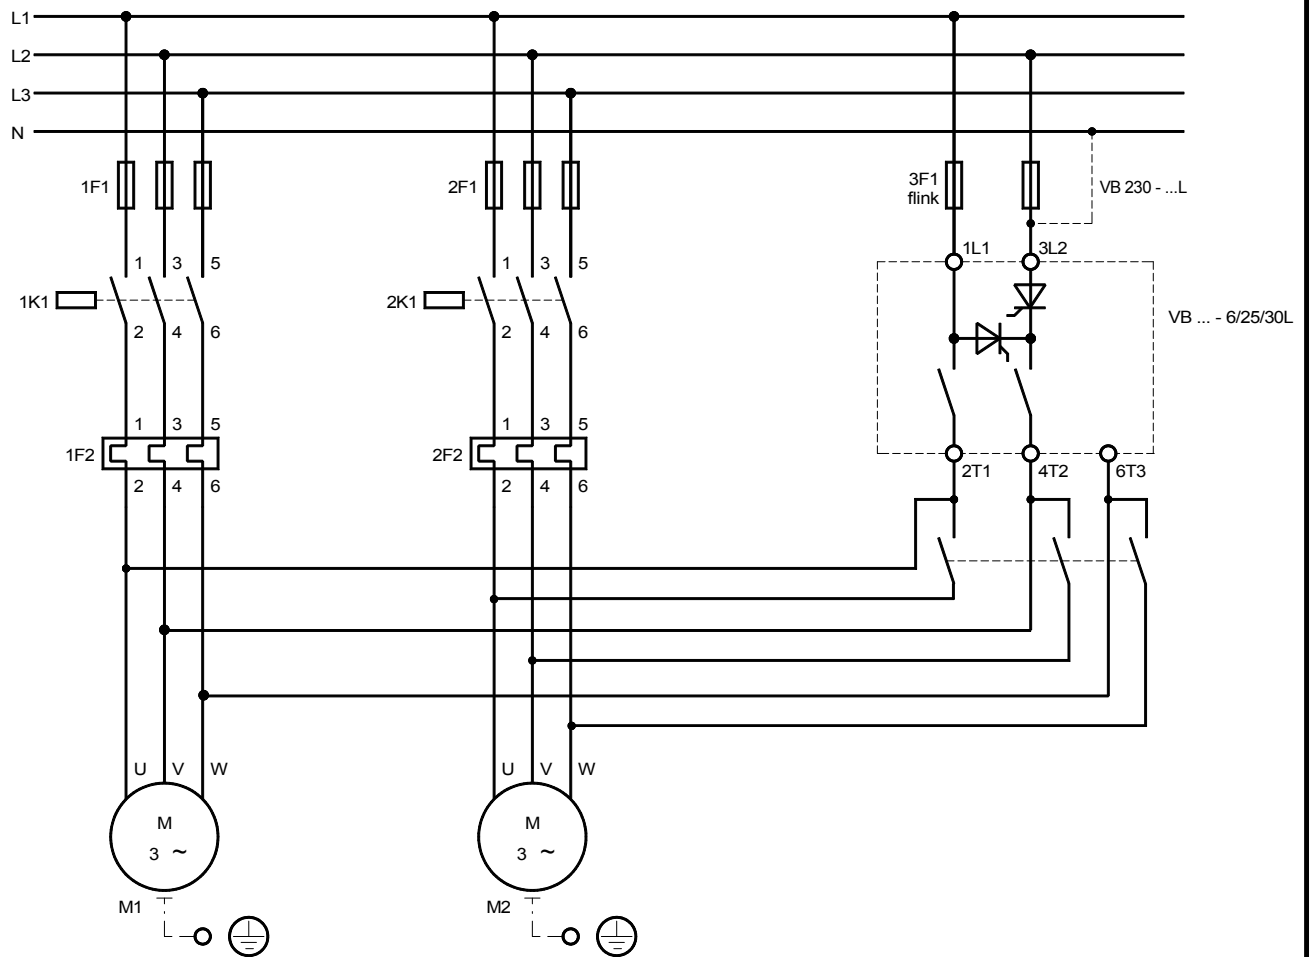 L1
L2
L3
N
1F1
2F1
3F1
flink
VB 230 - ...L
1 3 5
1 3 5
1L1 3L2
1K1
2K1
VB ... - 6/25/30L
2 4 6
2 4 6
1 3 5
1 3 5
1F2
2F2
2T1 4T2 6T3
2 4 6
2 4 6
U V W
U V W
M
3 ~
M
3 ~
M1
M2